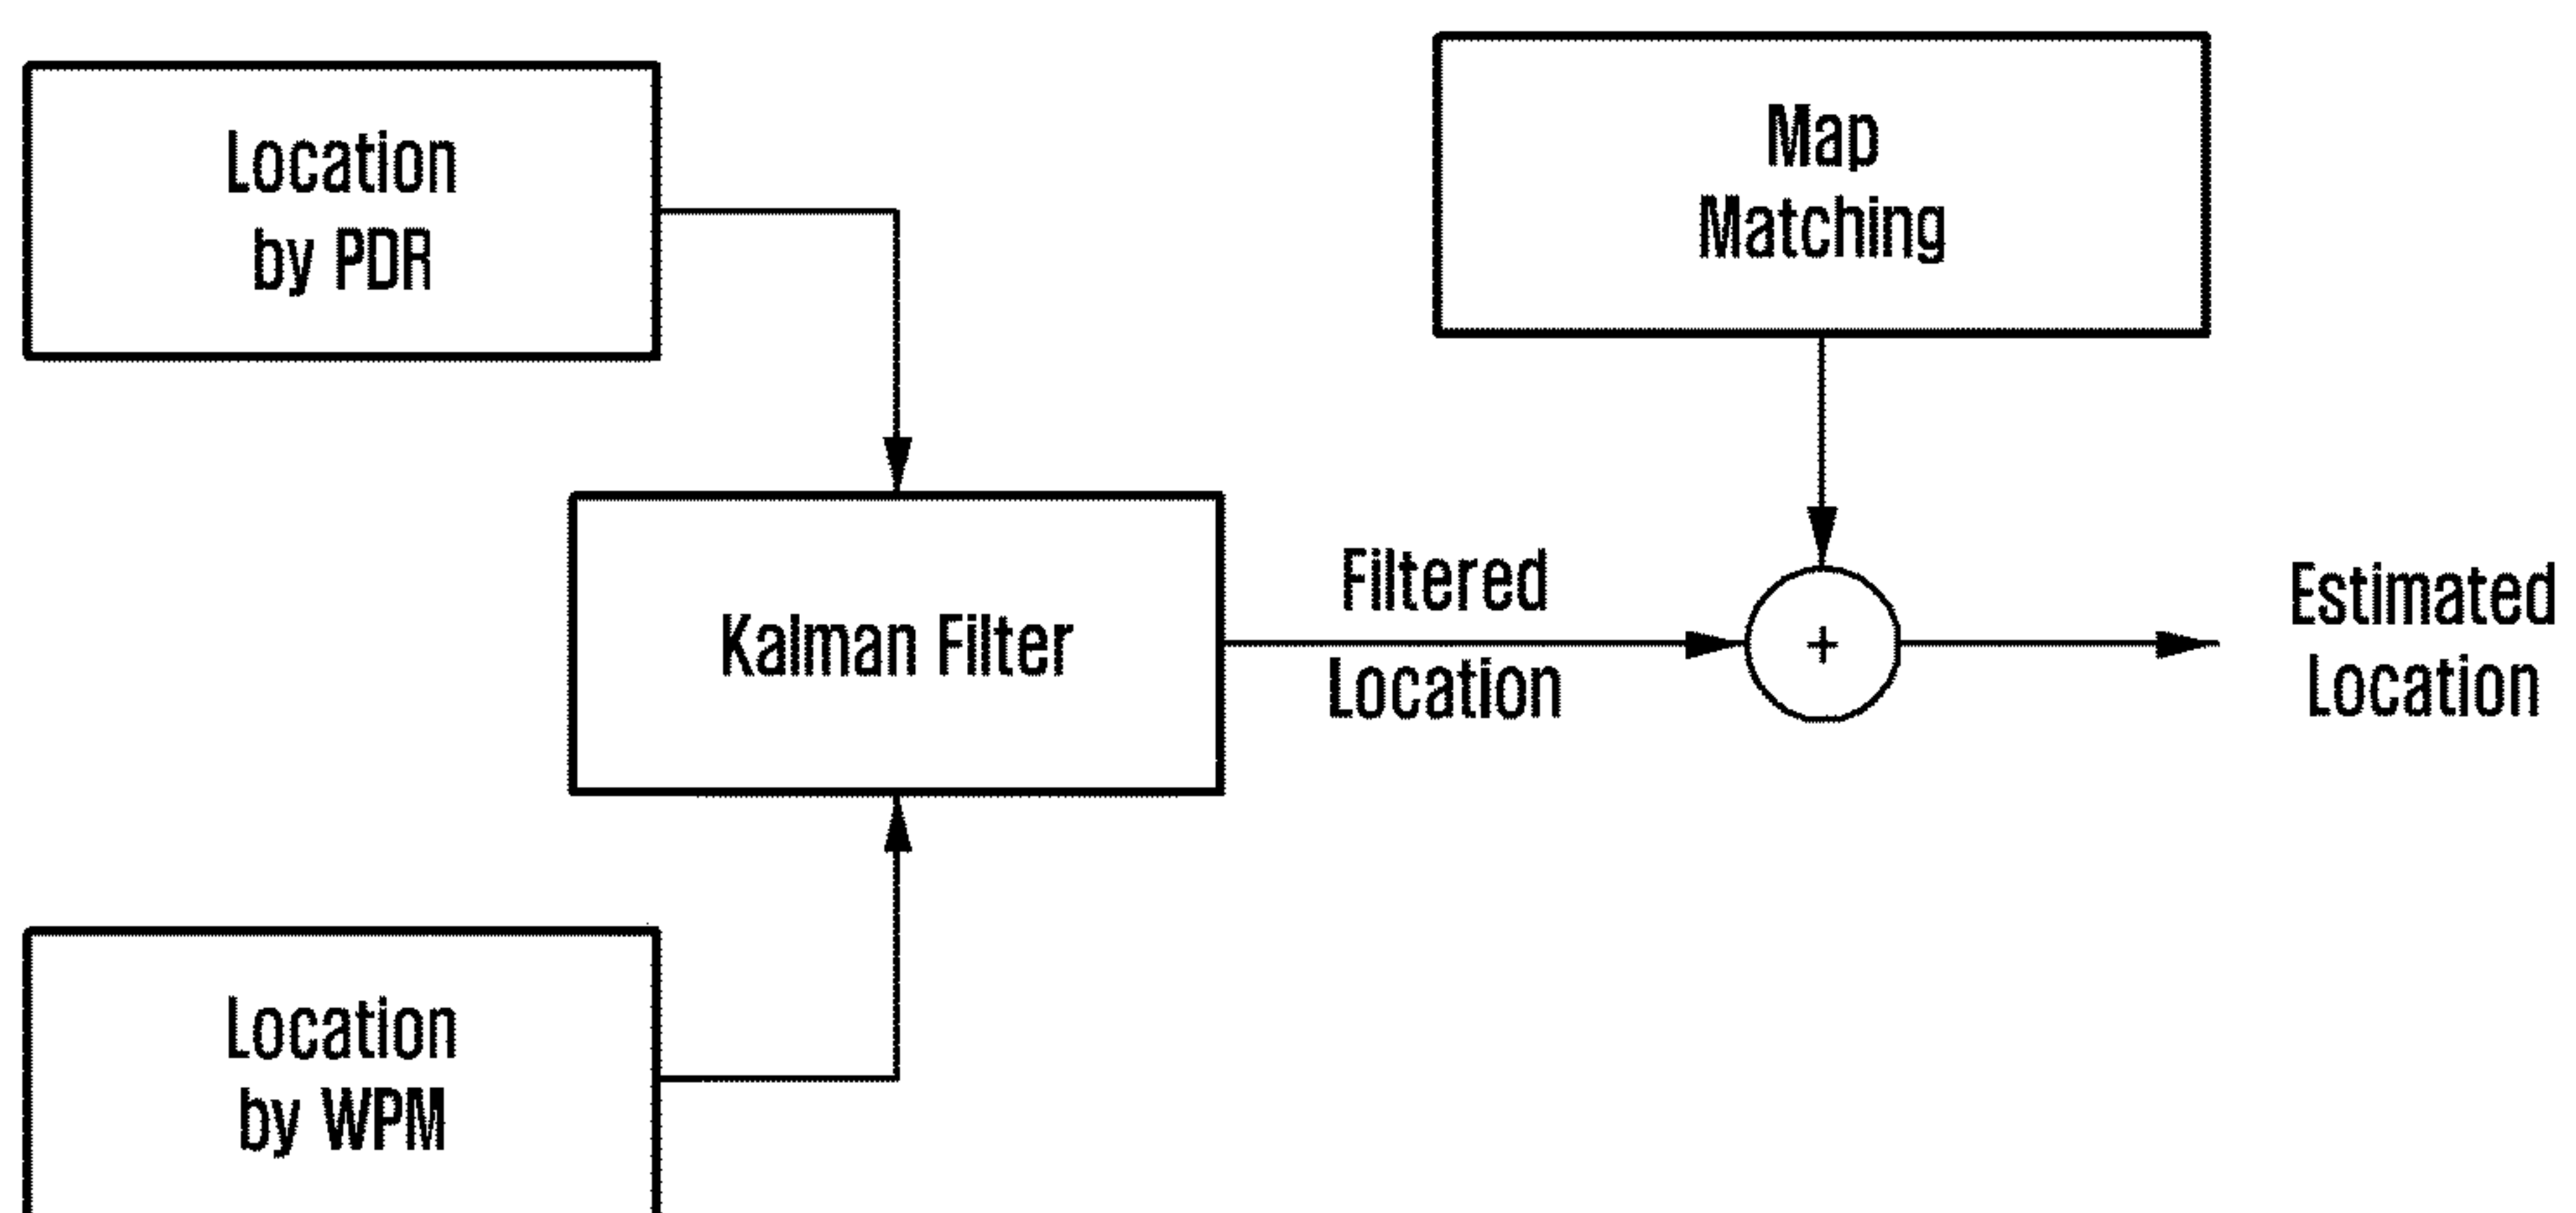 Location
by PDR
Map
Matching
Kalman Filter
Filtered
Location
+
Estimated
Location
Location
by WPM